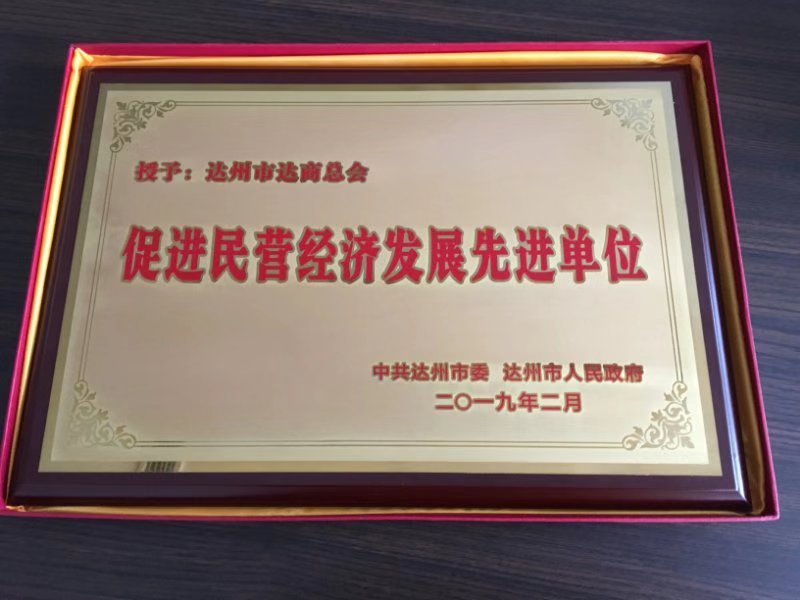 授予：达州市达商总会
促进民营经济发展先进单位
中共达州市委 达州市人民政府
二〇一九年二月